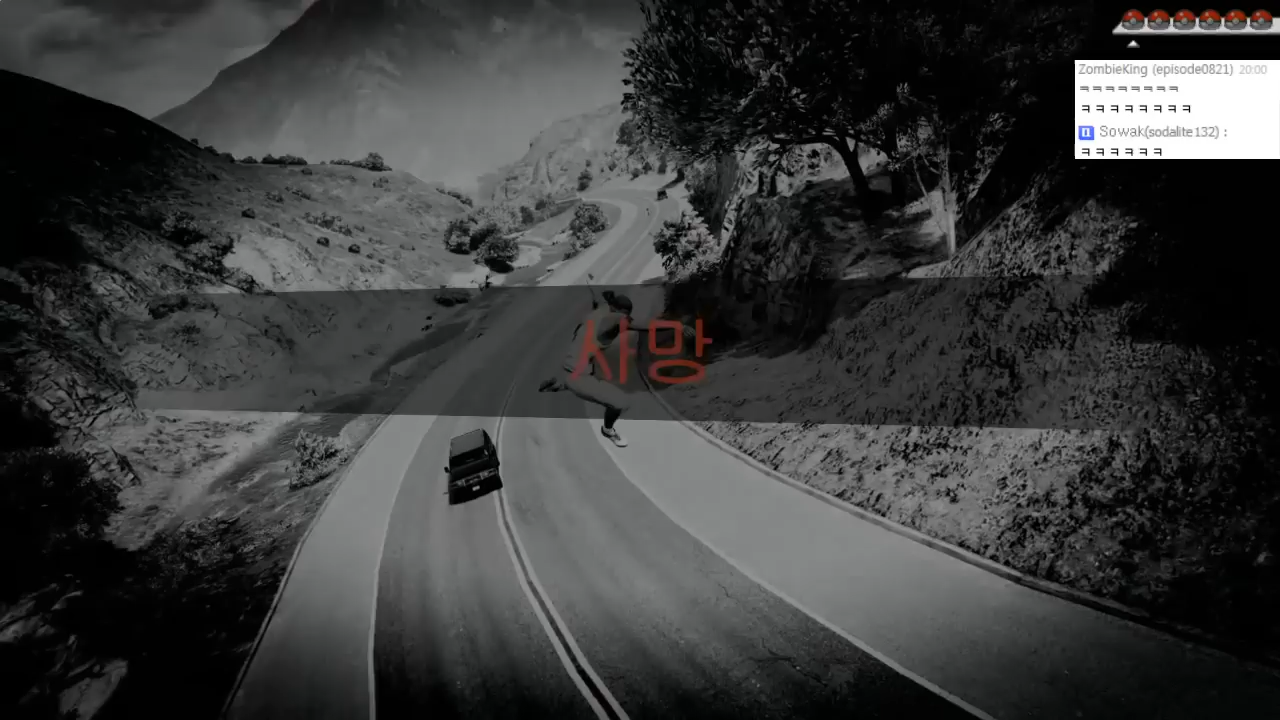 ZombieKing (episode0821) 20:00
ㅋㅋㅋㅋㅋㅋㅋㅋ
ㅋㅋㅋㅋㅋㅋㅋㅋ
Sowak(sodalite132) :
ㅋㅋㅋㅋㅋㅋ
사망